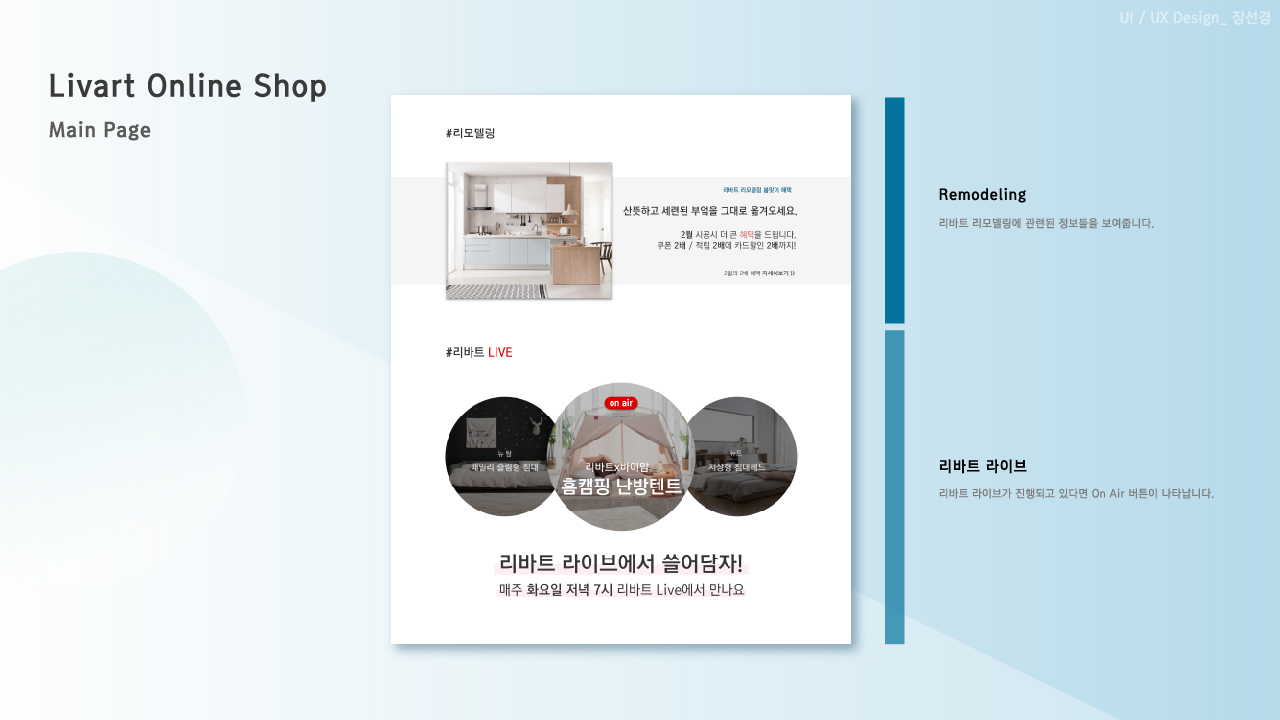 UI / UX Design_ 장선경
Livart Online Shop
Main Page
#리모델링
리바트 리모델링 봄맞이 혜택
산뜻하고 세련된 부엌을 그대로 옮겨오세요.
2월 시공시 더 큰 혜택을 드립니다.
쿠폰 2배 / 적립 2배에 카드할인 2배까지!
2월의 2배 혜택 자세히보기 >>
#리바트 LIVE
on air
뉴 탐
패밀리 슬림형 침대
리바트x바이맘
홈캠핑 난방텐트
뉴트
서상형 침대헤드
리바트 라이브에서 쓸어담자!
매주 화요일 저녁 7시 리바트 Live에서 만나요
Remodeling
리바트 리모델링에 관련된 정보들을 보여줍니다.
리바트 라이브
리바트 라이브가 진행되고 있다면 On Air 버튼이 나타납니다.